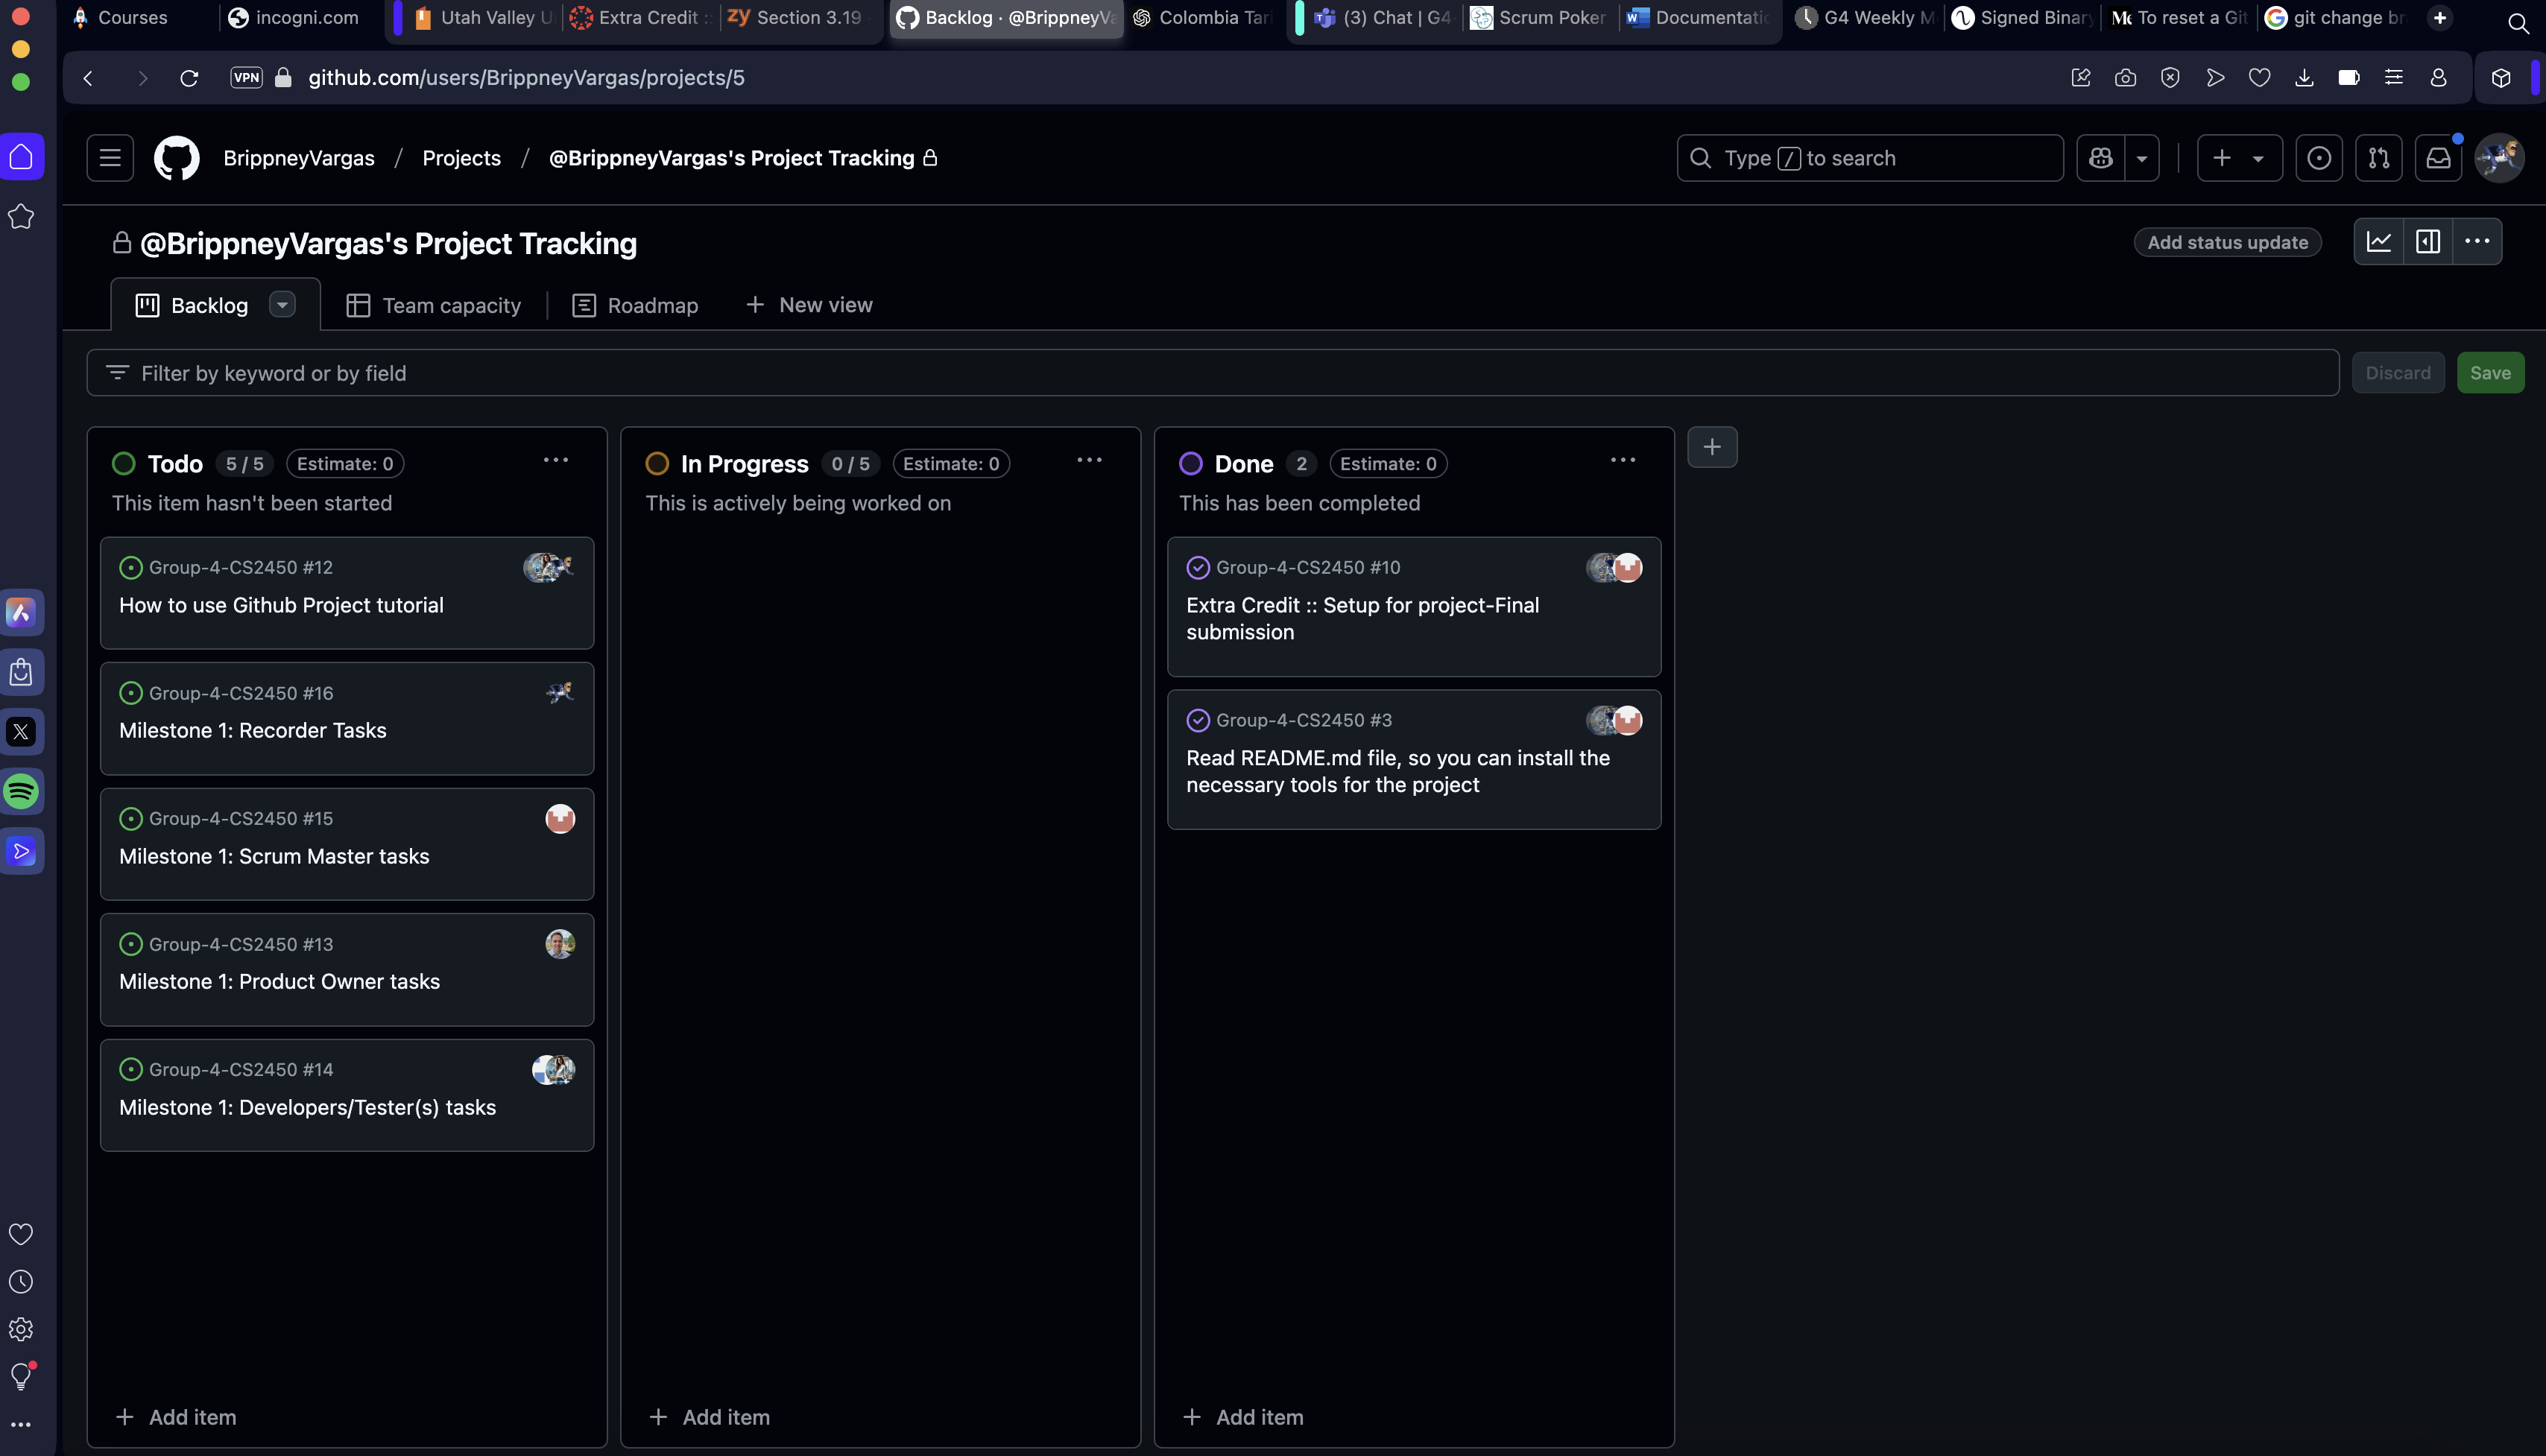 Courses
incogni.com
Utah Valley U
Extra Credit ::
zy Section 3.19
Backlog · @BrippneyVa
Colombia Tari
(3) Chat | G4
Scrum Poker
Documentatio
G4 Weekly M
Signed Binary
To reset a Git
git change br
VPN github.com/users/BrippneyVargas/projects/5
BrippneyVargas / Projects / @BrippneyVargas's Project Tracking
Type / to search
@BrippneyVargas's Project Tracking
Add status update
Backlog
Team capacity
Roadmap
New view
Filter by keyword or by field
Discard
Save
Todo 5 / 5 Estimate: 0
This item hasn't been started
Group-4-CS2450 #12
How to use Github Project tutorial
Group-4-CS2450 #16
Milestone 1: Recorder Tasks
Group-4-CS2450 #15
Milestone 1: Scrum Master tasks
Group-4-CS2450 #13
Milestone 1: Product Owner tasks
Group-4-CS2450 #14
Milestone 1: Developers/Tester(s) tasks
Add item
In Progress 0 / 5 Estimate: 0
This is actively being worked on
Add item
Done 2 Estimate: 0
This has been completed
Group-4-CS2450 #10
Extra Credit :: Setup for project-Final
submission
Group-4-CS2450 #3
Read README.md file, so you can install the
necessary tools for the project
Add item